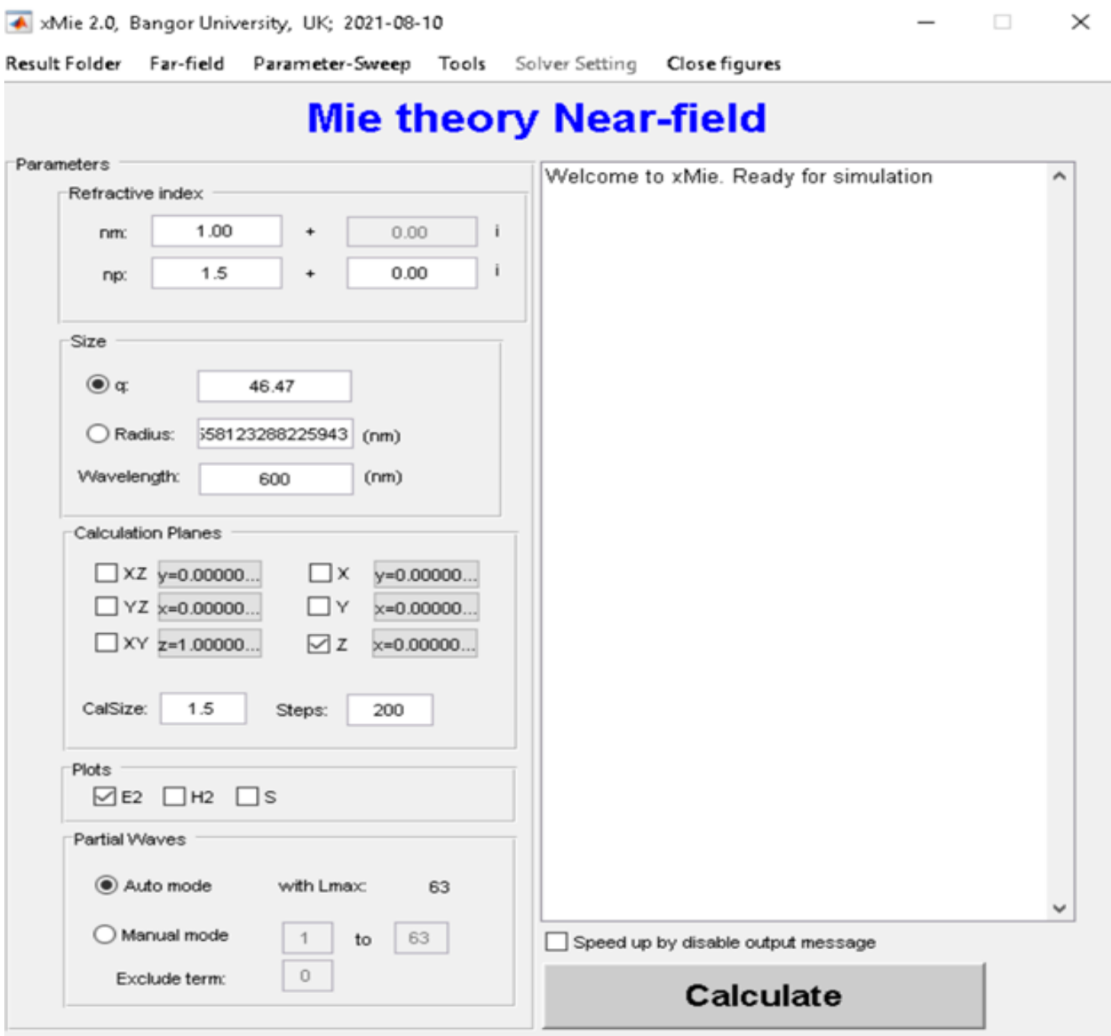 xMie 2.0, Bangor University, UK; 2021-08-10
Result Folder Far-field Parameter-Sweep Tools Solver Setting Close figures
Mie theory Near-field
Parameters
Refractive index
nm: 1.00 + 0.00 i
np: 1.5 + 0.00 i
Size
q: 46.47
Radius: 558123288225943 (nm)
Wavelength: 600 (nm)
Calculation Planes
XZ y=0.00000... X y=0.00000...
YZ x=0.00000... Y x=0.00000...
XY z=1.00000... Z x=0.00000...
CalSize: 1.5 Steps: 200
Plots
E2 H2 S
Partial Waves
Auto mode with Lmax: 63
Manual mode 1 to 63
Exclude term: 0
Welcome to xMie. Ready for simulation
Speed up by disable output message
Calculate